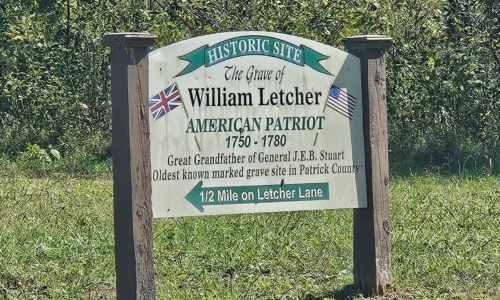 HISTORIC SITE
The Grave of
William Letcher
AMERICAN PATRIOT
1750 - 1780
Great Grandfather of General J.E.B. Stuart
Oldest known marked grave site in Patrick County
1/2 Mile on Letcher Lane